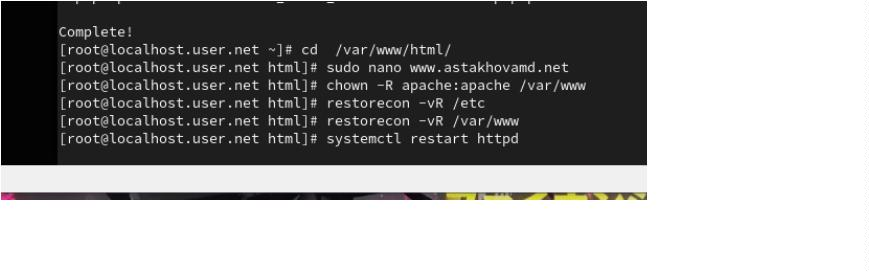 Complete!
[root@localhost.user.net ~]# cd  /var/www/html/
[root@localhost.user.net html]# sudo nano www.astakhovamd.net
[root@localhost.user.net html]# chown -R apache:apache /var/www
[root@localhost.user.net html]# restorecon -vR /etc
[root@localhost.user.net html]# restorecon -vR /var/www
[root@localhost.user.net html]# systemctl restart httpd